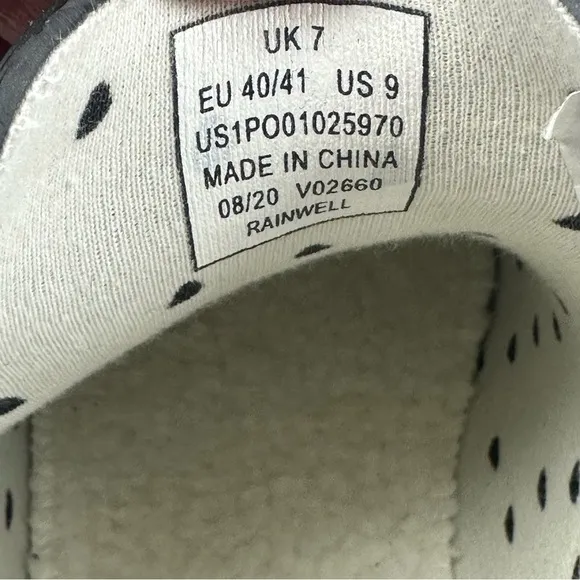 UK 7
EU 40/41 US 9
US1PO01025970
MADE IN CHINA
08/20 V02660
RAINWELL